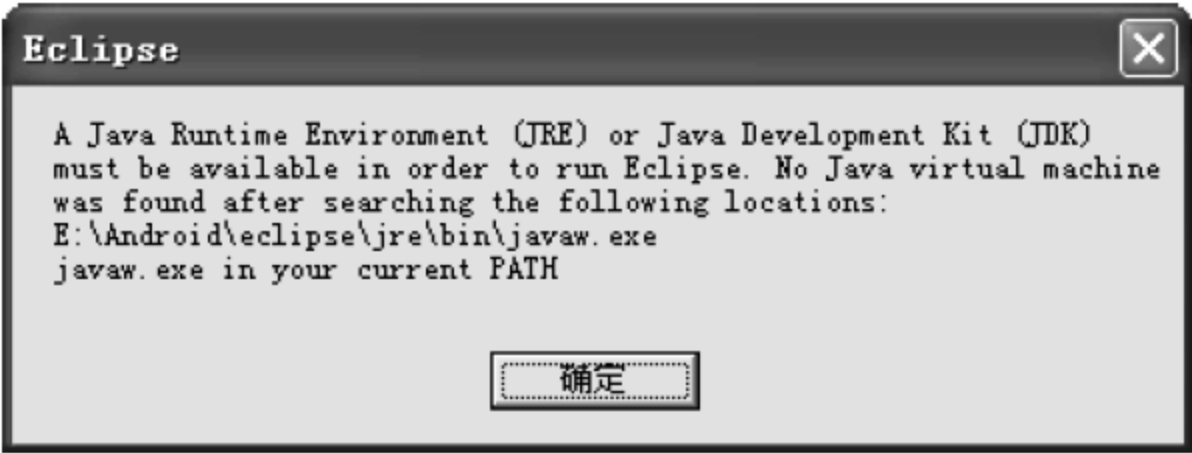 Eclipse
A Java Runtime Environment (JRE) or Java Development Kit (JDK)
must be available in order to run Eclipse. No Java virtual machine
was found after searching the following locations:
E:\Android\eclipse\jre\bin\javaw.exe
javaw.exe in your current PATH
确定